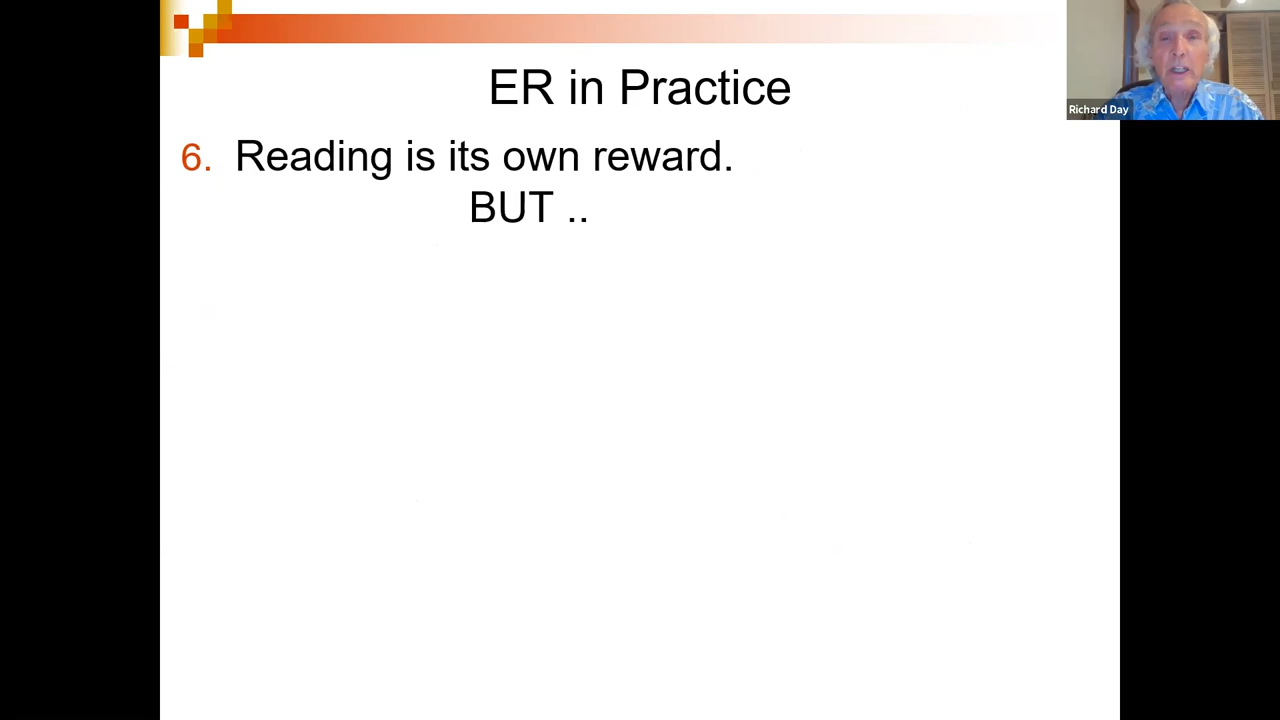 ER in Practice
Richard Day
6. Reading is its own reward.
BUT ..